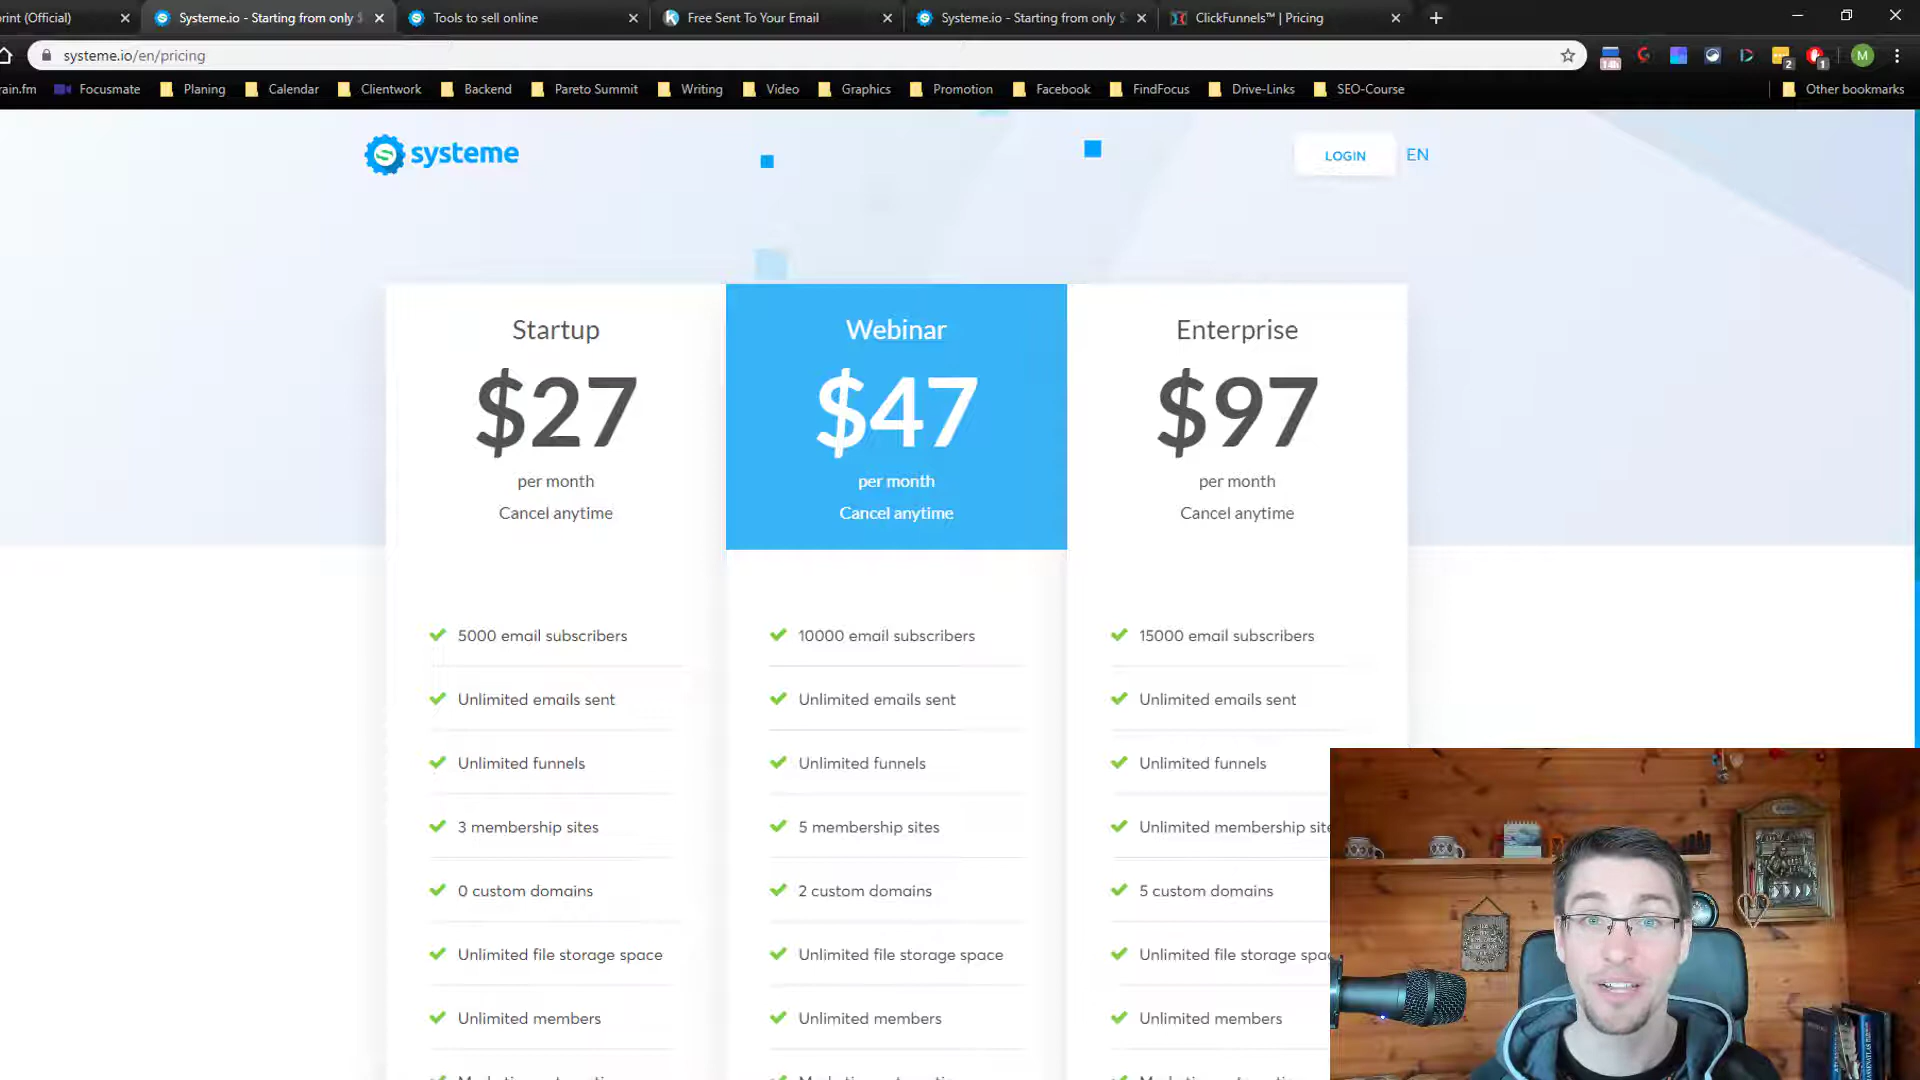 rint (Official)
Systeme.io - Starting from only $
Tools to sell online
Free Sent To Your Email
Systeme.io - Starting from only $
ClickFunnels™ | Pricing
systeme.io/en/pricing
14h
2
1
M
rain.fm
Focusmate
Planing
Calendar
Clientwork
Backend
Pareto Summit
Writing
Video
Graphics
Promotion
Facebook
FindFocus
Drive-Links
SEO-Course
Other bookmarks
systeme
LOGIN
EN
Startup
$27
per month
Cancel anytime
5000 email subscribers
Unlimited emails sent
Unlimited funnels
3 membership sites
0 custom domains
Unlimited file storage space
Unlimited members
Webinar
$47
per month
Cancel anytime
10000 email subscribers
Unlimited emails sent
Unlimited funnels
5 membership sites
2 custom domains
Unlimited file storage space
Unlimited members
Enterprise
$97
per month
Cancel anytime
15000 email subscribers
Unlimited emails sent
Unlimited funnels
Unlimited membership site
5 custom domains
Unlimited file storage spac
Unlimited members